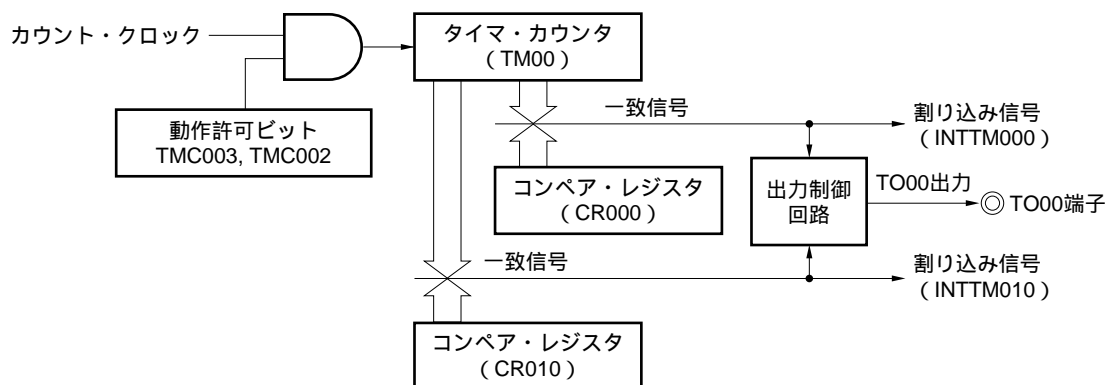 カウント・クロック
タイマ・カウンタ
（TM00）
動作許可ビット
TMC003, TMC002
一致信号
割り込み信号
（INTTM000）
コンペア・レジスタ
（CR000）
出力制御
回路
TO00出力
TO00端子
一致信号
割り込み信号
（INTTM010）
コンペア・レジスタ
（CR010）